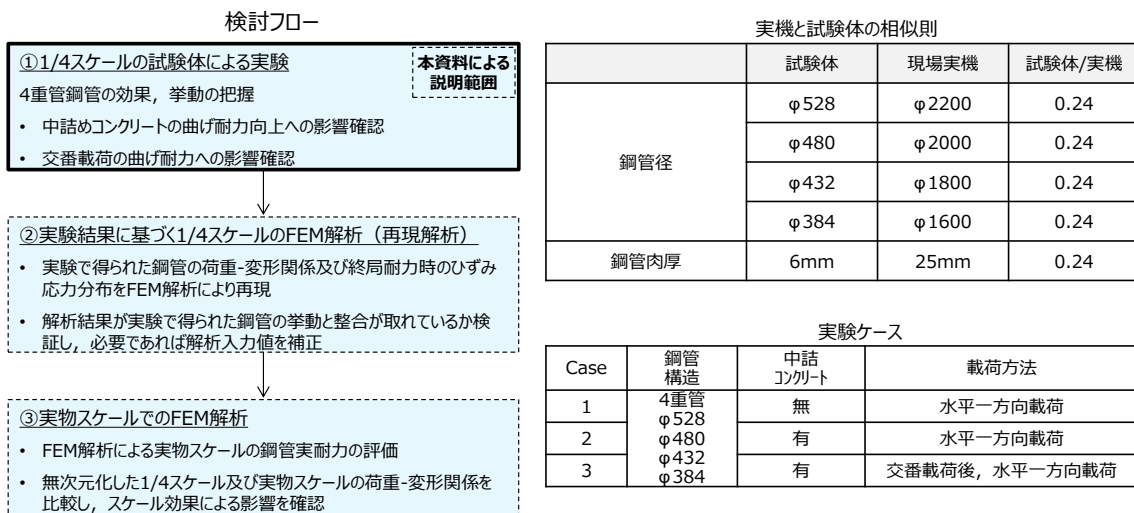 検討フロー
①1/4スケールの試験体による実験
本資料による
説明範囲
4重管鋼管の効果，挙動の把握
• 中詰めコンクリートの曲げ耐力向上への影響確認
• 交番載荷の曲げ耐力への影響確認
②実験結果に基づく1/4スケールのFEM解析（再現解析）
• 実験で得られた鋼管の荷重-変形関係及び終局耐力時のひずみ
応力分布をFEM解析により再現
• 解析結果が実験で得られた鋼管の挙動と整合が取れているか検
証し，必要であれば解析入力値を補正
③実物スケールでのFEM解析
• FEM解析による実物スケールの鋼管実耐力の評価
• 無次元化した1/4スケール及び実物スケールの荷重-変形関係を
比較し，スケール効果による影響を確認
実機と試験体の相似則
試験体 現場実機 試験体/実機
鋼管径
φ528 φ2200 0.24
φ480 φ2000 0.24
φ432 φ1800 0.24
φ384 φ1600 0.24
鋼管肉厚 6mm 25mm 0.24
実験ケース
Case 鋼管
構造 中詰
コンクリート 載荷方法
4重管
φ528
φ480
φ432
φ384
1 無 水平一方向載荷
2 有 水平一方向載荷
3 有 交番載荷後，水平一方向載荷